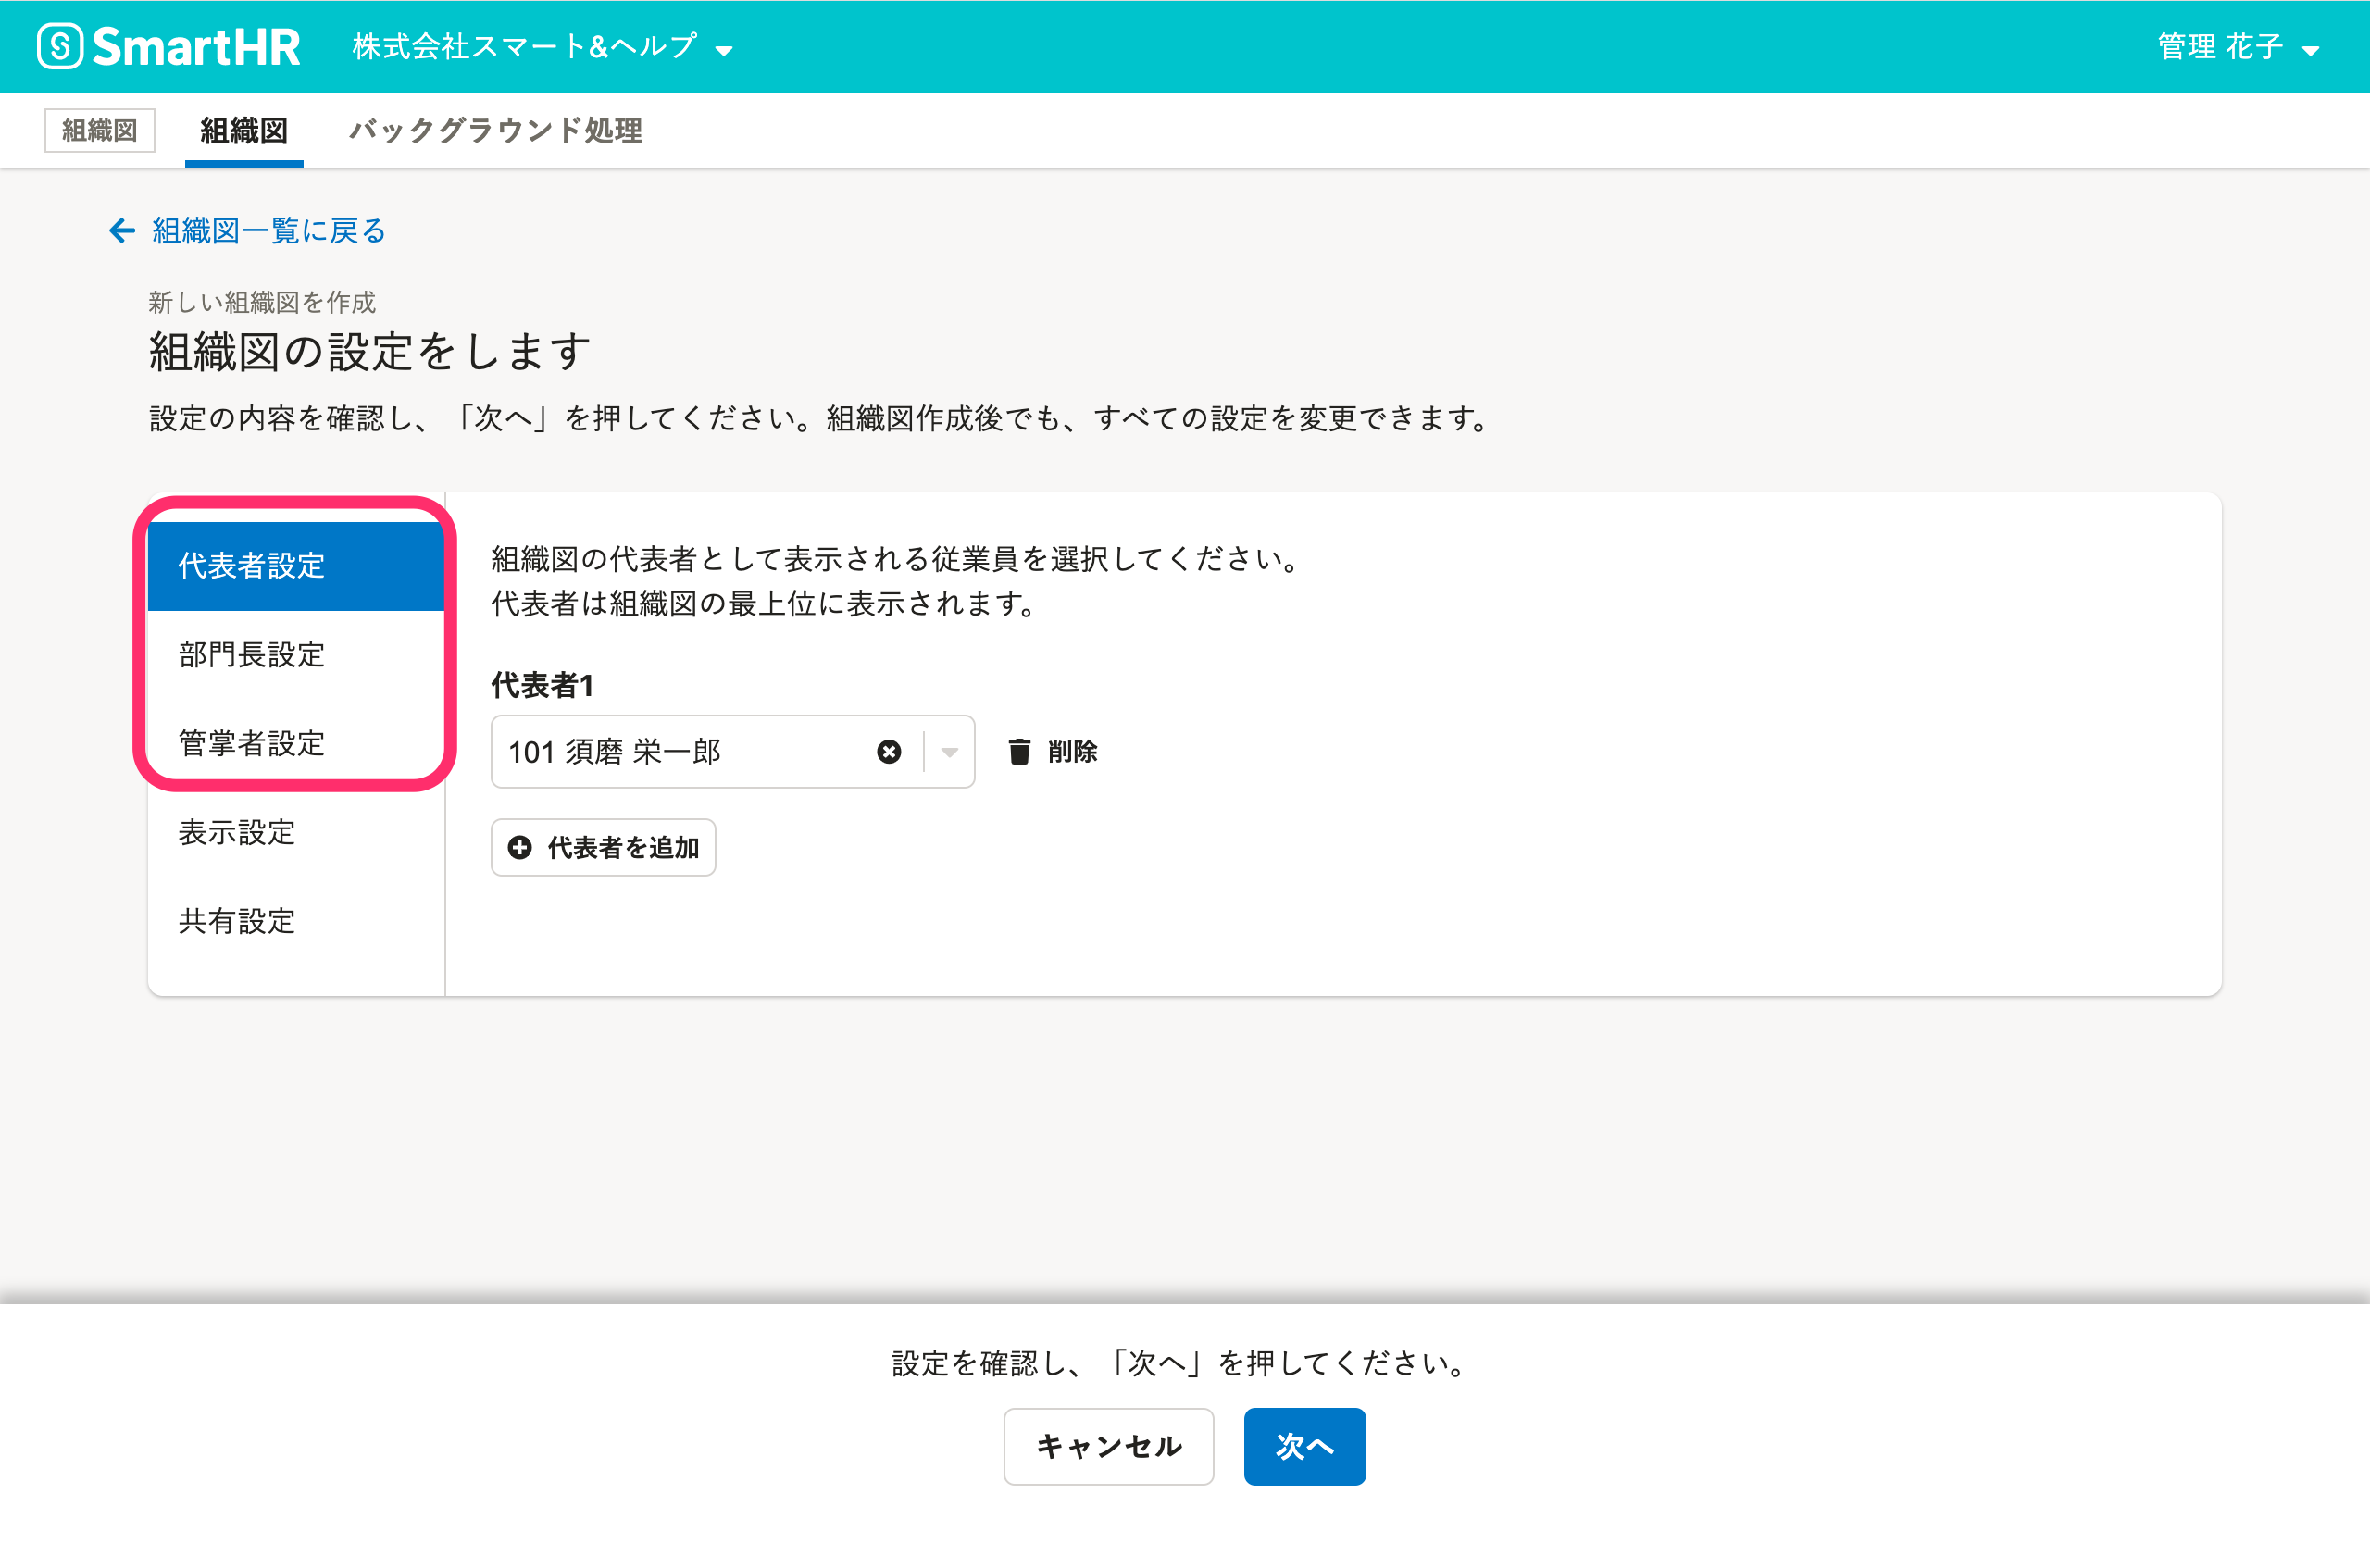 SmartHR 株式会社スマート&ヘルプ 管理 花子
組織図 組織図 バックグラウンド処理
組織図一覧に戻る
新しい組織図を作成
組織図の設定をします
設定の内容を確認し、「次へ」を押してください。組織図作成後でも、すべての設定を変更できます。
代表者設定
部門長設定
管掌者設定
表示設定
共有設定
組織図の代表者として表示される従業員を選択してください。
代表者は組織図の最上位に表示されます。
代表者1
101 須磨 栄一郎 削除
代表者を追加
設定を確認し、「次へ」を押してください。
キャンセル 次へ